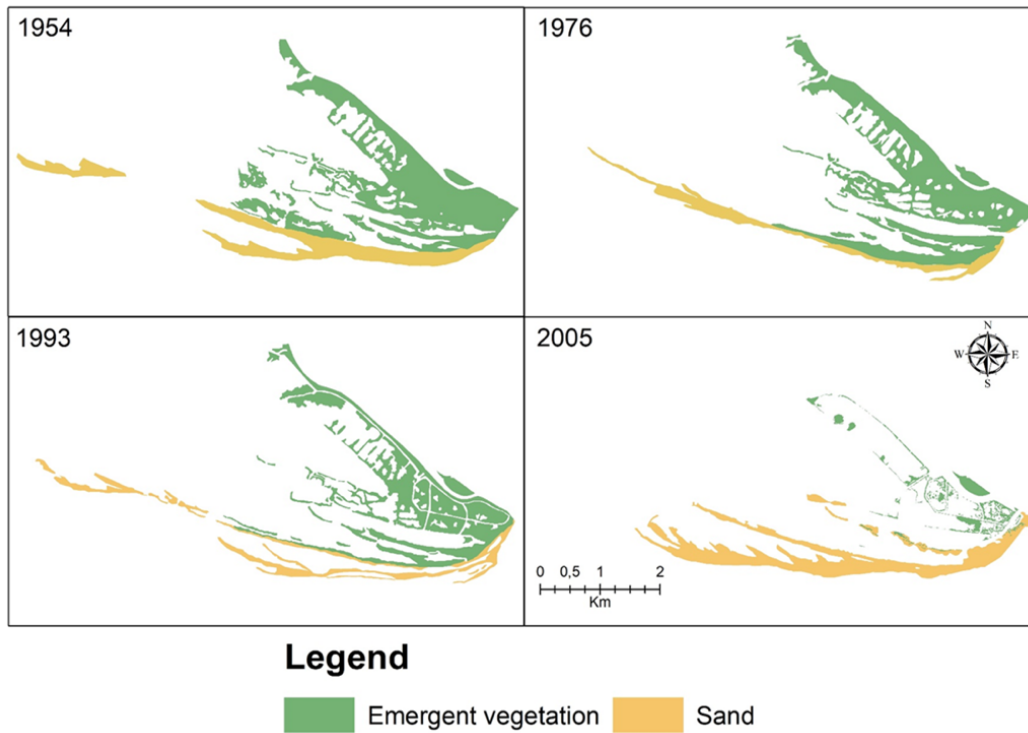 1954
1976
1993
2005
N
W E
S
0 0,5 1 2
Km
Legend
Emergent vegetation
Sand